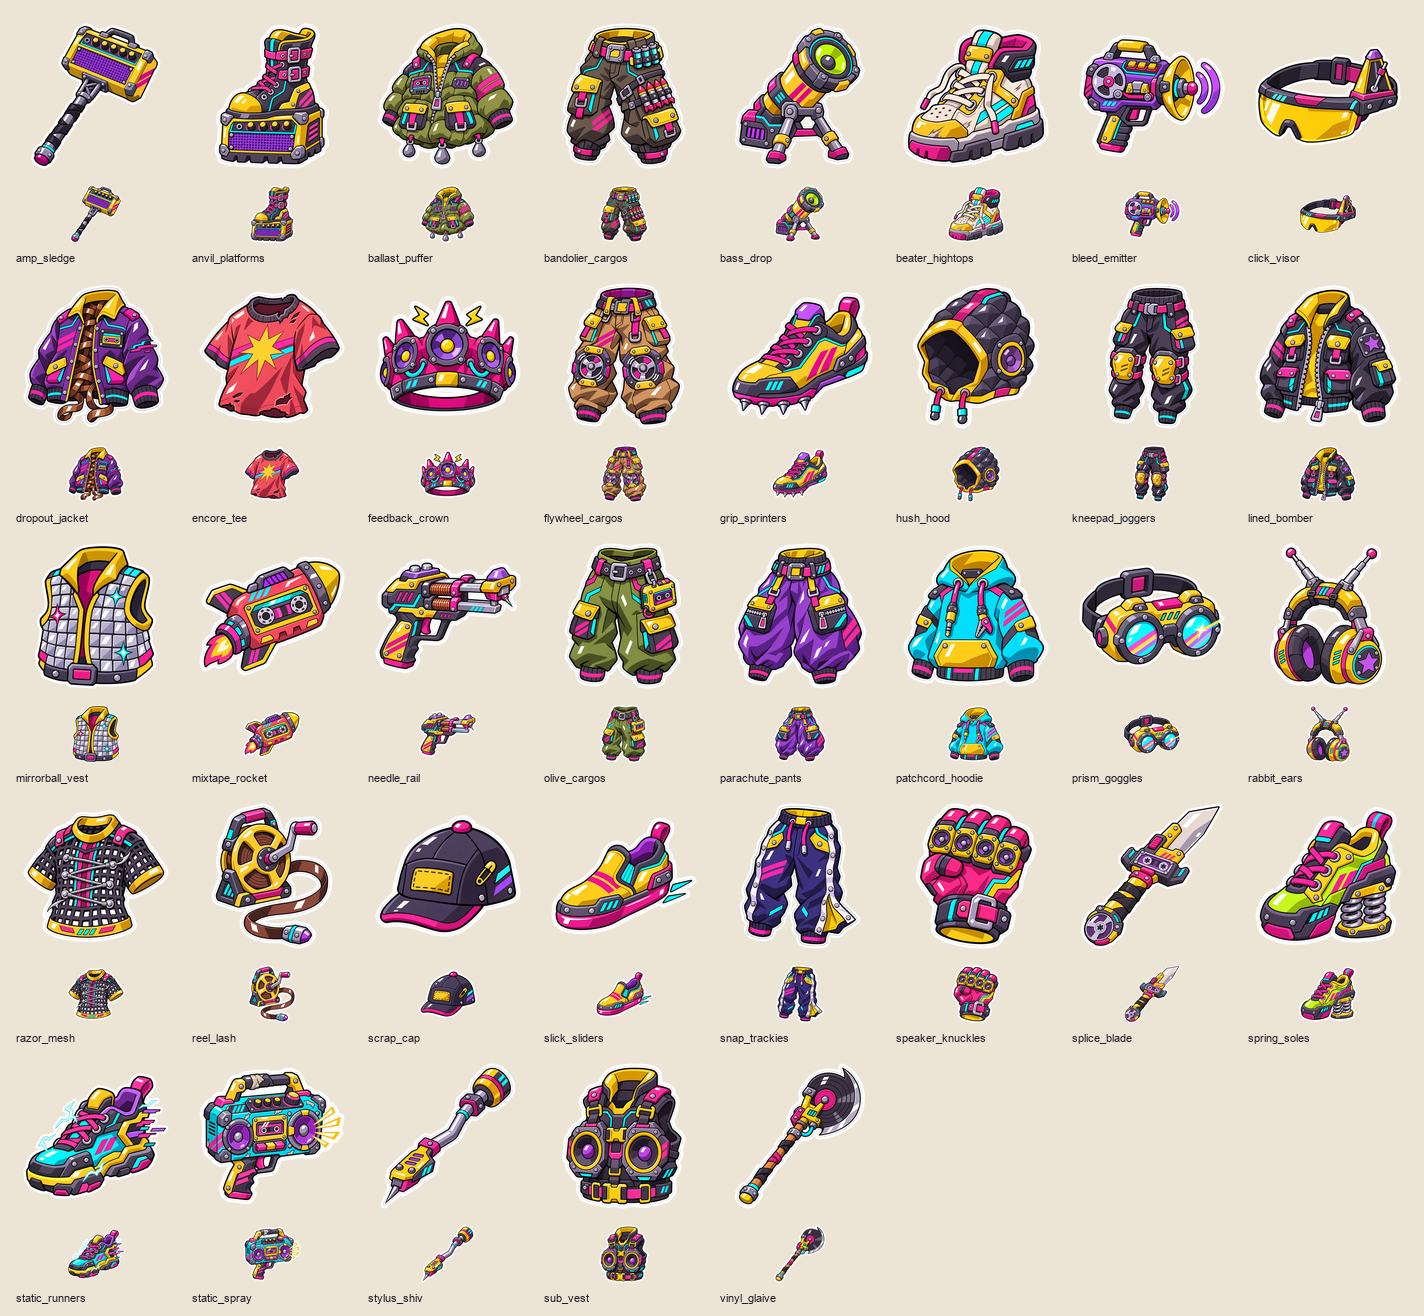 amp_sledge
anvil_platforms
ballast_puffer
bandolier_cargos
bass_drop
beater_hightops
bleed_emitter
click_visor
dropout_jacket
encore_tee
feedback_crown
flywheel_cargos
grip_sprinters
hush_hood
kneepad_joggers
lined_bomber
mirrorball_vest
mixtape_rocket
needle_rail
olive_cargos
parachute_pants
patchcord_hoodie
prism_goggles
rabbit_ears
razor_mesh
reel_lash
scrap_cap
slick_sliders
snap_trackies
speaker_knuckles
splice_blade
spring_soles
static_runners
static_spray
stylus_shiv
sub_vest
vinyl_glaive